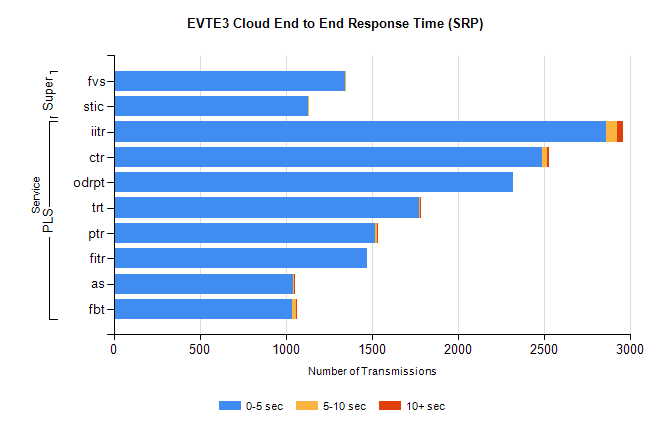 EVTE3 Cloud End to End Response Time (SRP)
Super
fvs
stic
Service
PLS
iitr
ctr
odrpt
trt
ptr
fitr
as
fbt
0 500 1000 1500 2000 2500 3000
Number of Transmissions
0-5 sec 5-10 sec 10+ sec